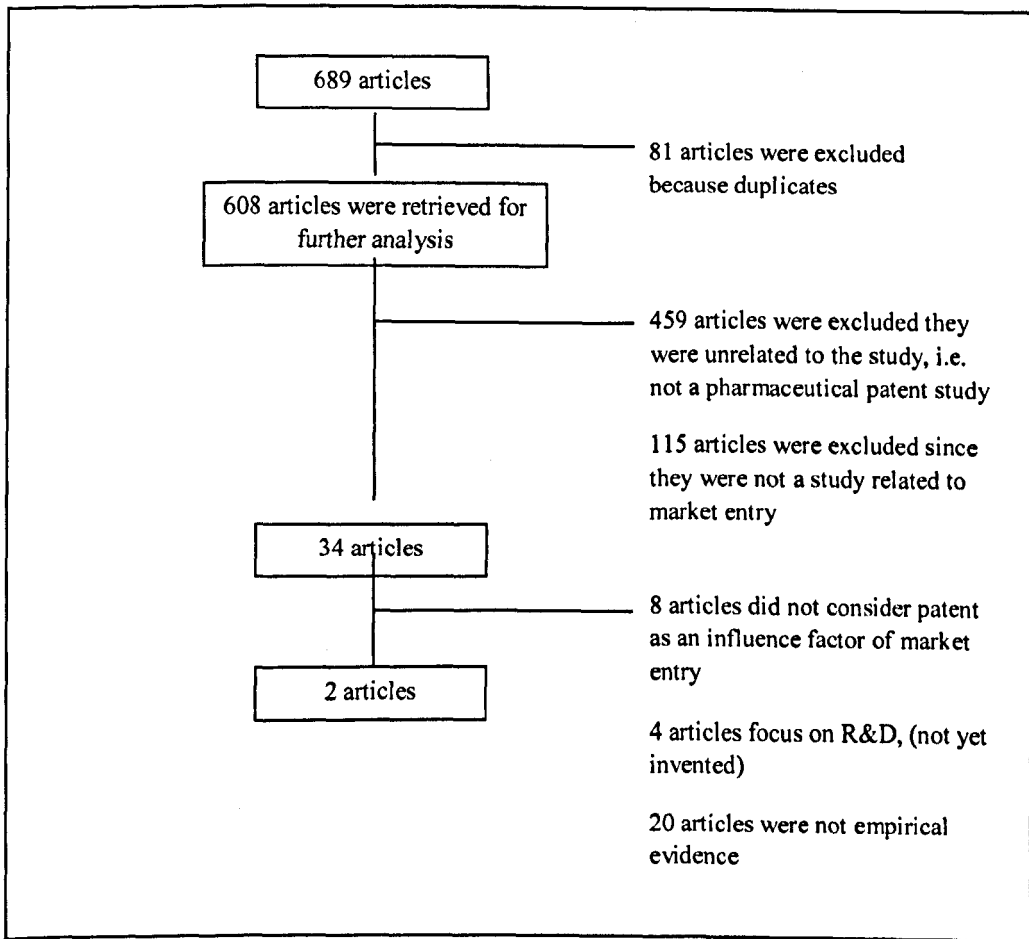 689 articles
81 articles were excluded
because duplicates
608 articles were retrieved for
further analysis
459 articles were excluded they
were unrelated to the study, i.e.
not a pharmaceutical patent study
115 articles were excluded since
they were not a study related to
market entry
34 articles
8 articles did not consider patent
as an influence factor of market
entry
2 articles
4 articles focus on R&D, (not yet
invented)
20 articles were not empirical
evidence